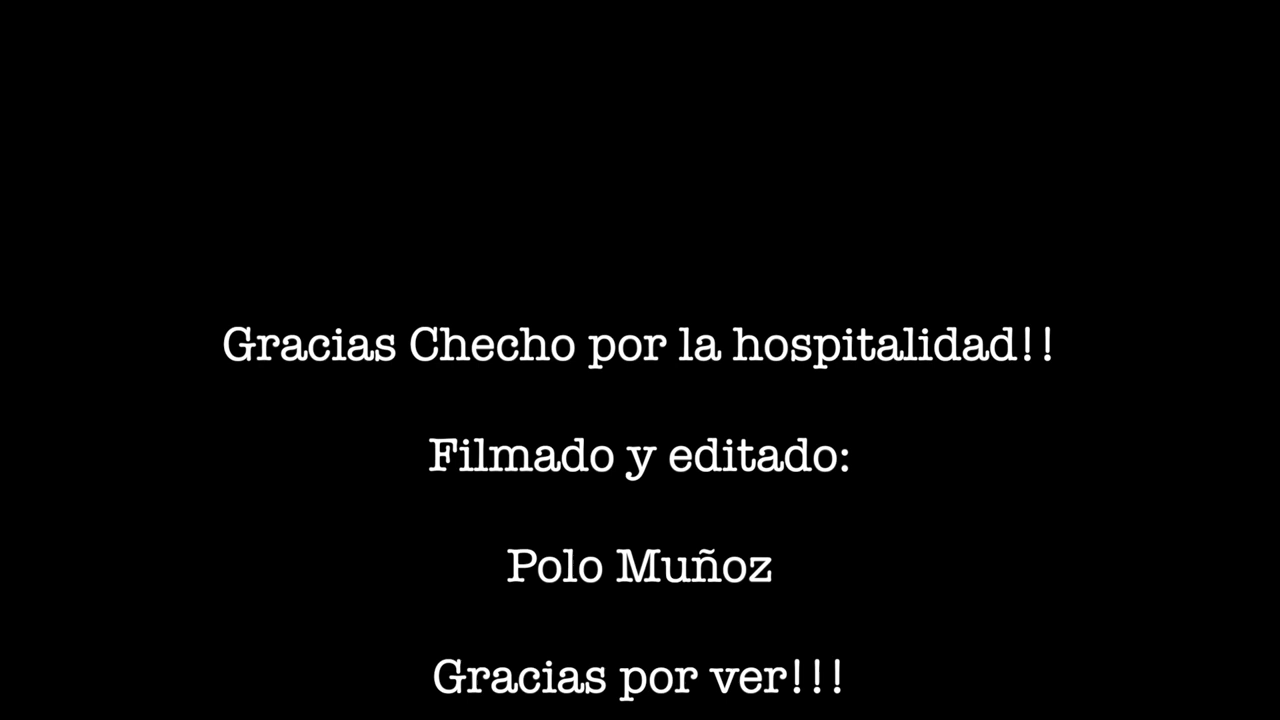 Gracias Checho por la hospitalidad!!
Filmado y editado:
Polo Muñoz
Gracias por ver!!!